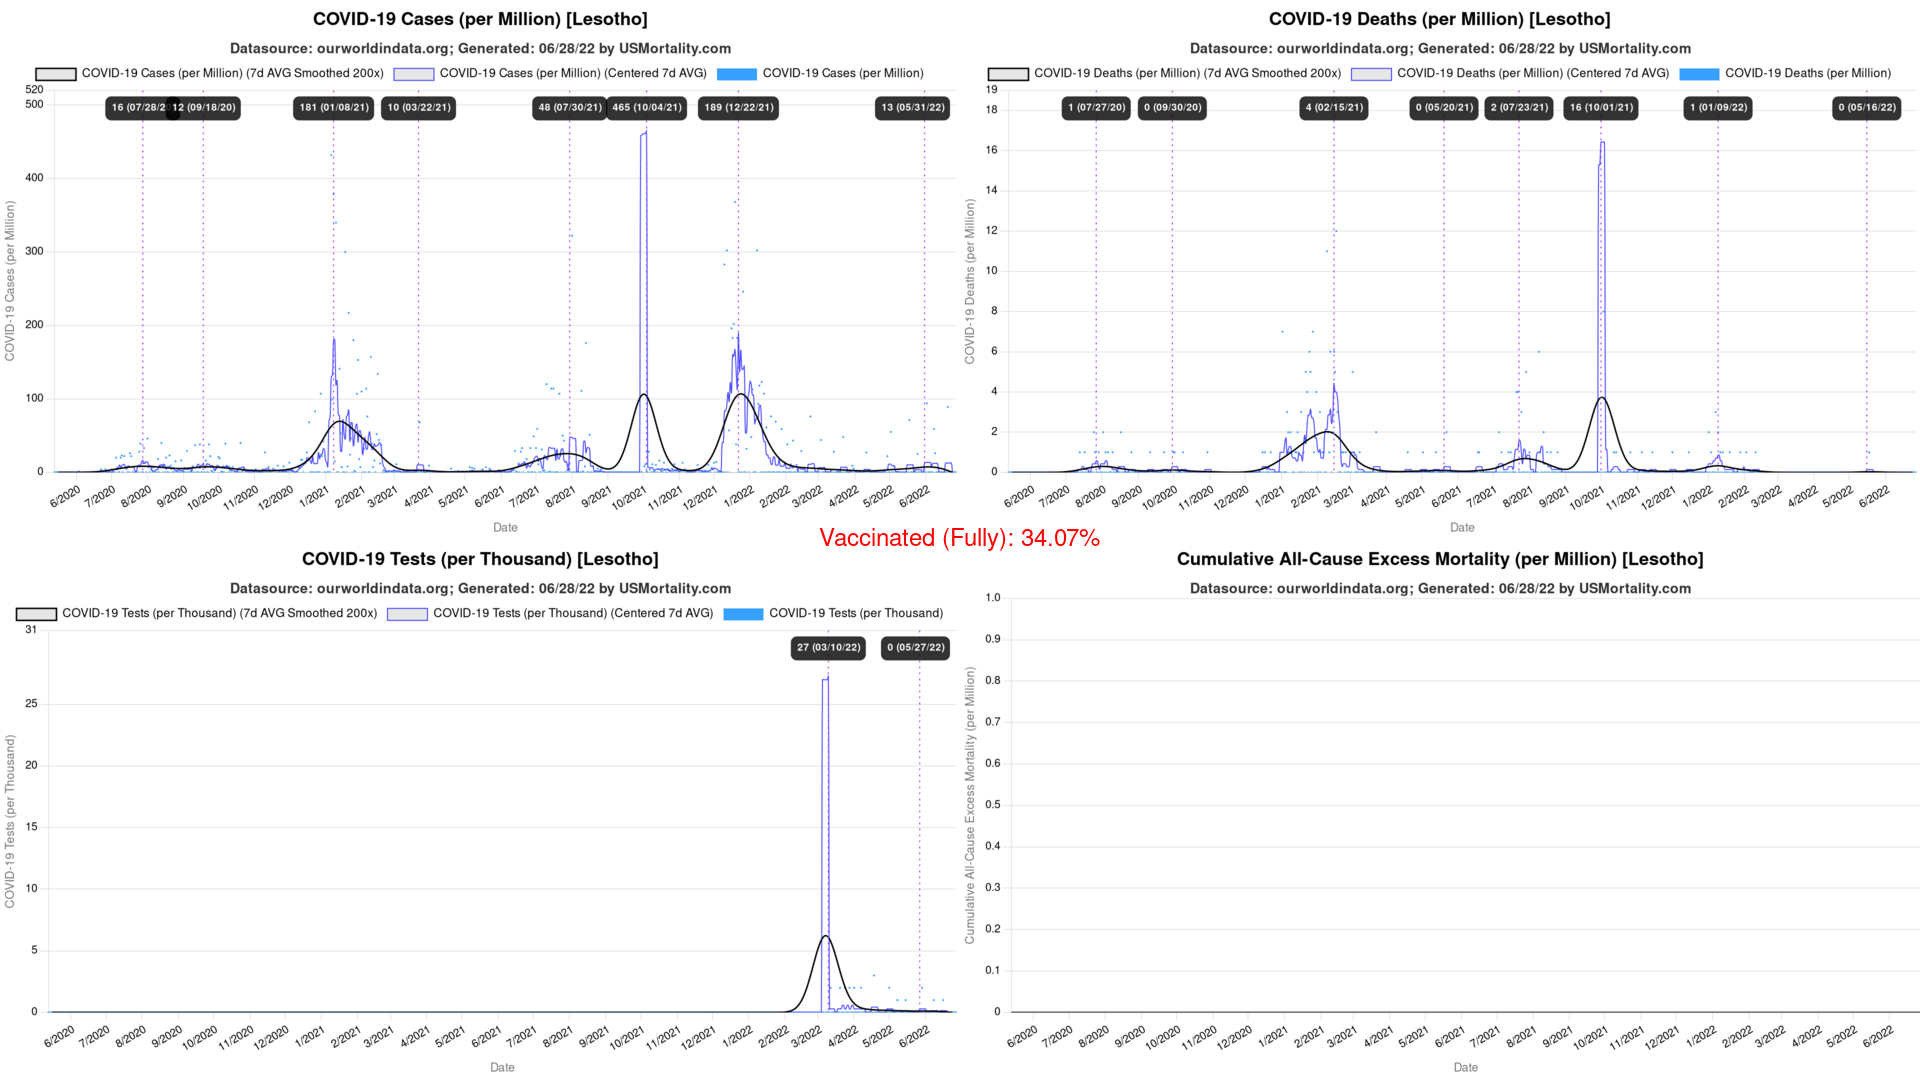 COVID-19 Cases (per Million) [Lesotho]
Datasource: ourworldindata.org; Generated: 06/28/22 by USMortality.com
COVID-19 Cases (per Million) (7d AVG Smoothed 200x) COVID-19 Cases (per Million) (Centered 7d AVG) COVID-19 Cases (per Million)
520
500
400
300
200
100
0
16 (07/28/2 12 (09/18/20) 181 (01/08/21) 10 (03/22/21) 48 (07/30/21) 465 (10/04/21) 189 (12/22/21) 13 (05/31/22)
COVID-19 Cases (per Million)
6/2020 7/2020 8/2020 9/2020 10/2020 11/2020 12/2020 1/2021 2/2021 3/2021 4/2021 5/2021 7/2021 8/2021 9/2021 10/2021 11/2021 12/2021 1/2022 2/2022 3/2022 4/2022 5/2022 6/2022
Date
COVID-19 Deaths (per Million) [Lesotho]
Datasource: ourworldindata.org; Generated: 06/28/22 by USMortality.com
COVID-19 Deaths (per Million) (7d AVG Smoothed 200x) COVID-19 Deaths (per Million) (Centered 7d AVG) COVID-19 Deaths (per Million)
19
18
16
14
12
10
8
6
4
2
0
1 (07/27/20) 0 (09/30/20) 4 (02/15/21) 0 (05/20/21) 2 (07/23/21) 16 (10/01/21) 1 (01/09/22) 0 (05/16/22)
COVID-19 Deaths (per Million)
6/2020 7/2020 8/2020 9/2020 10/2020 11/2020 12/2020 1/2021 2/2021 3/2021 4/2021 5/2021 6/2021 7/2021 8/2021 9/2021 10/2021 11/2021 12/2021 1/2022 2/2022 3/2022 4/2022 5/2022 6/2022
Date
Vaccinated (Fully): 34.07%
COVID-19 Tests (per Thousand) [Lesotho]
Datasource: ourworldindata.org; Generated: 06/28/22 by USMortality.com
COVID-19 Tests (per Thousand) (7d AVG Smoothed 200x) COVID-19 Tests (per Thousand) (Centered 7d AVG) COVID-19 Tests (per Thousand)
31
25
20
15
10
5
0
27 (03/10/22) 0 (05/27/22)
COVID-19 Tests (per Thousand)
6/2020 7/2020 8/2020 9/2020 10/2020 11/2020 12/2020 1/2021 2/2021 3/2021 4/2021 5/2021 6/2021 7/2021 8/2021 9/2021 10/2021 11/2021 12/2021 1/2022 2/2022 3/2022 4/2022 5/2022 6/2022
Date
Cumulative All-Cause Excess Mortality (per Million) [Lesotho]
Datasource: ourworldindata.org; Generated: 06/28/22 by USMortality.com
1.0
0.9
0.8
0.7
0.6
0.5
0.4
0.3
0.2
0.1
0
Cumulative All-Cause Excess Mortality (per Million)
6/2020 7/2020 8/2020 9/2020 10/2020 11/2020 12/2020 1/2021 2/2021 3/2021 4/2021 5/2021 6/2021 7/2021 8/2021 9/2021 10/2021 11/2021 12/2021 1/2022 2/2022 3/2022 4/2022 5/2022 6/2022
Date